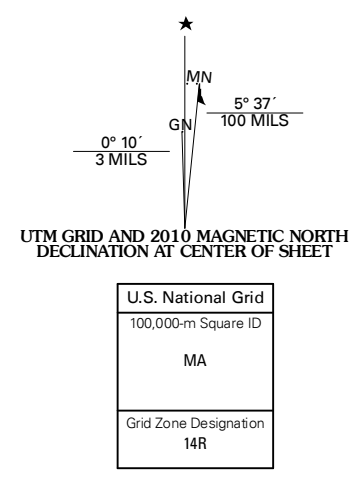 MN
5° 37´
100 MILS
GN
0° 10´
3 MILS
UTM GRID AND 2010 MAGNETIC NORTH
DECLINATION AT CENTER OF SHEET
U.S. National Grid
100,000-m Square ID
MA
Grid Zone Designation
14R